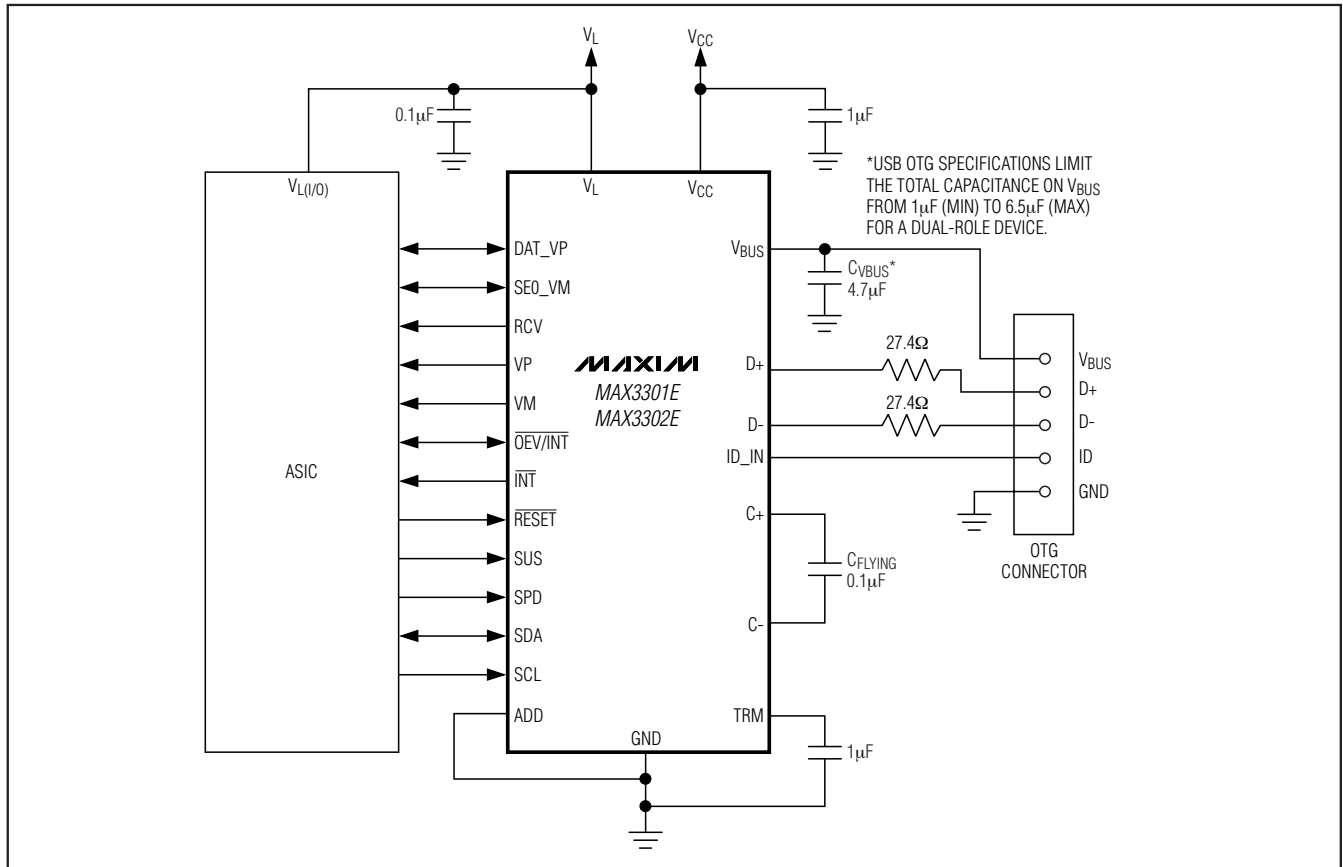 VL
VCC
0.1μF
1μF
*USB OTG SPECIFICATIONS LIMIT
THE TOTAL CAPACITANCE ON VBUS
FROM 1μF (MIN) TO 6.5μF (MAX)
FOR A DUAL-ROLE DEVICE.
VL(I/O)
VL
VCC
DAT_VP
SE0_VM
RCV
VP
VM
OEV/INT
INT
RESET
SUS
SPD
SDA
SCL
ADD
ASIC
MAXIM
MAX3301E
MAX3302E
GND
VBUS
D+
D-
ID_IN
C+
C-
TRM
CVBUS*
4.7μF
27.4Ω
27.4Ω
CFLYING
0.1μF
1μF
VBUS
D+
D-
ID
GND
OTG
CONNECTOR